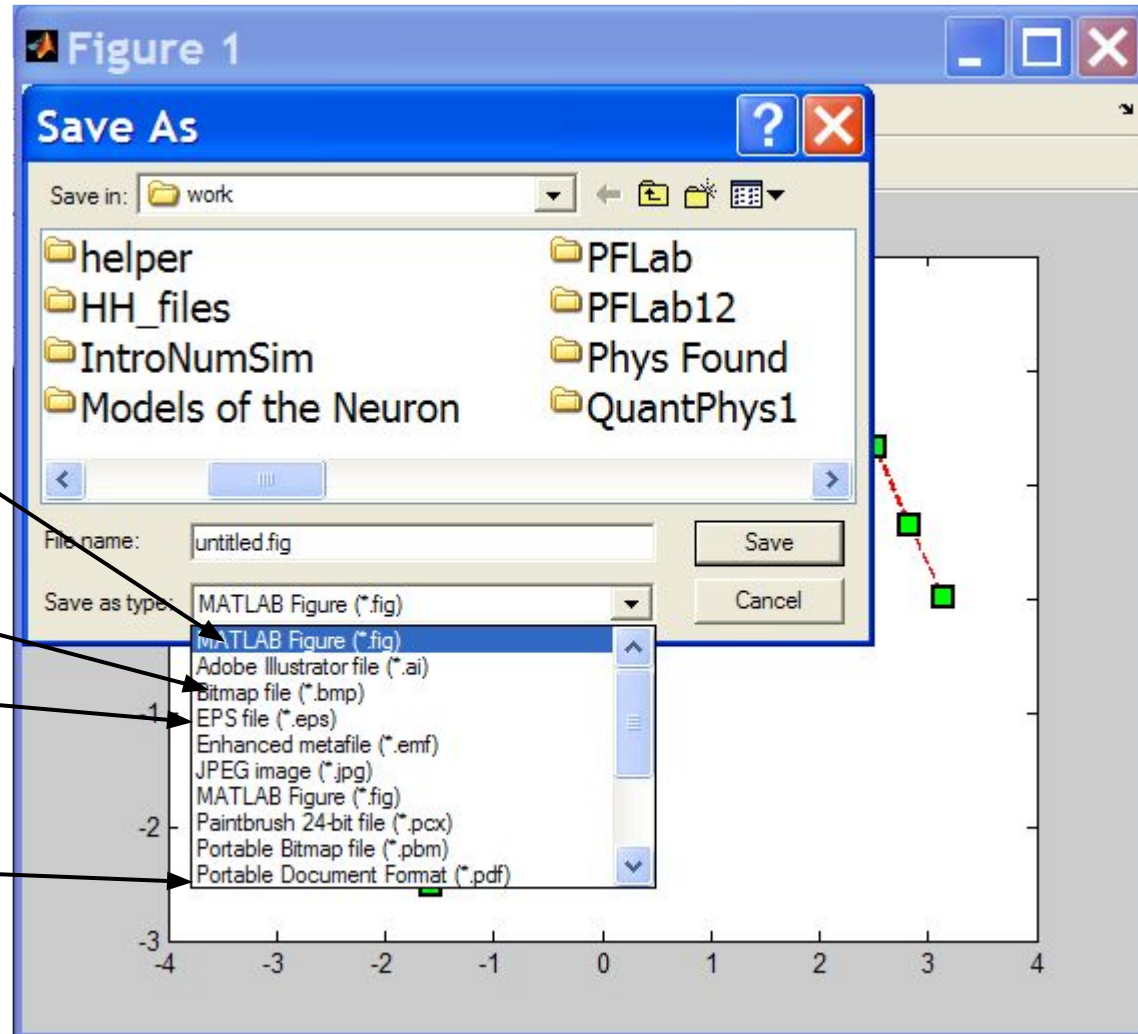 Figure 1
Save As
Save in: work
helper
HH_files
IntroNumSim
Models of the Neuron
PFLab
PFLab12
Phys Found
QuantPhys1
File name: untitled.fig Save
Save as type: MATLAB Figure (*.fig) Cancel
MATLAB Figure (*.fig)
Adobe Illustrator file (*.ai)
Bitmap file (*.bmp)
EPS file (*.eps)
Enhanced metafile (*.emf)
JPEG image (*.jpg)
MATLAB Figure (*.fig)
Paintbrush 24-bit file (*.pcx)
Portable Bitmap file (*.pbm)
Portable Document Format (*.pdf)
-1
-2
-3
-4 -3 -2 -1 0 1 2 3 4